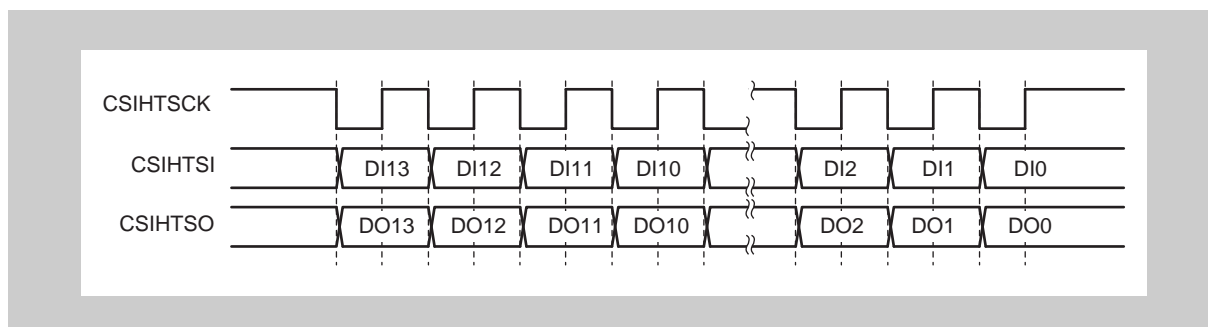 CSIHTSCK
CSIHTSI DI13 DI12 DI11 DI10 DI2 DI1 DI0
CSIHTSO DO13 DO12 DO11 DO10 DO2 DO1 DO0